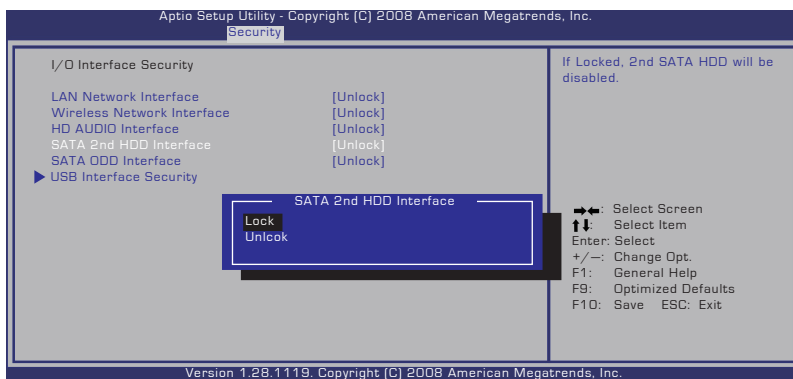 Aptio Setup Utility - Copyright (C) 2008 American Megatrends, Inc.
Security
I/O Interface Security
LAN Network Interface [Unlock]
Wireless Network Interface [Unlock]
HD AUDIO Interface [Unlock]
SATA 2nd HDD Interface [Unlock]
SATA ODD Interface [Unlock]
USB Interface Security
SATA 2nd HDD Interface
Lock
Unlcok
If Locked, 2nd SATA HDD will be
disabled.
→←: Select Screen
↑↓: Select Item
Enter: Select
+/—: Change Opt.
F1: General Help
F9: Optimized Defaults
F10: Save ESC: Exit
Version 1.28.1119. Copyright (C) 2008 American Megatrends, Inc.